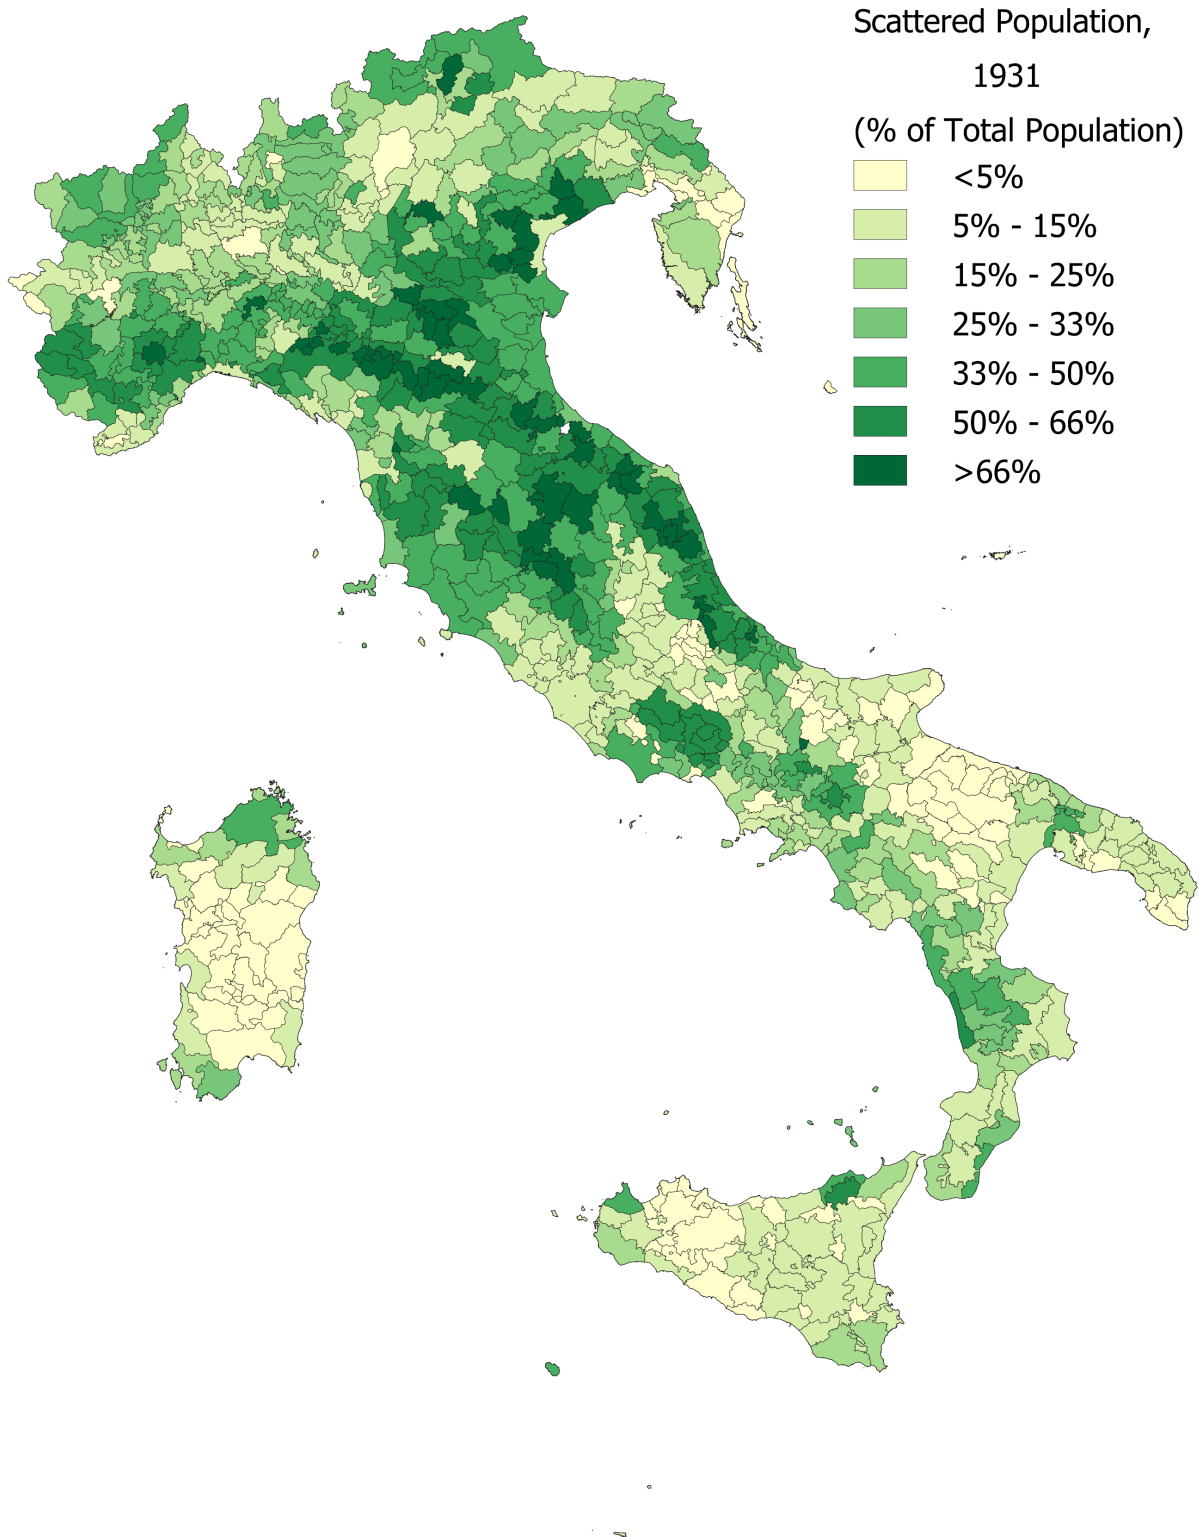 Scattered Population,
1931
(% of Total Population)
<5%
5% - 15%
15% - 25%
25% - 33%
33% - 50%
50% - 66%
>66%